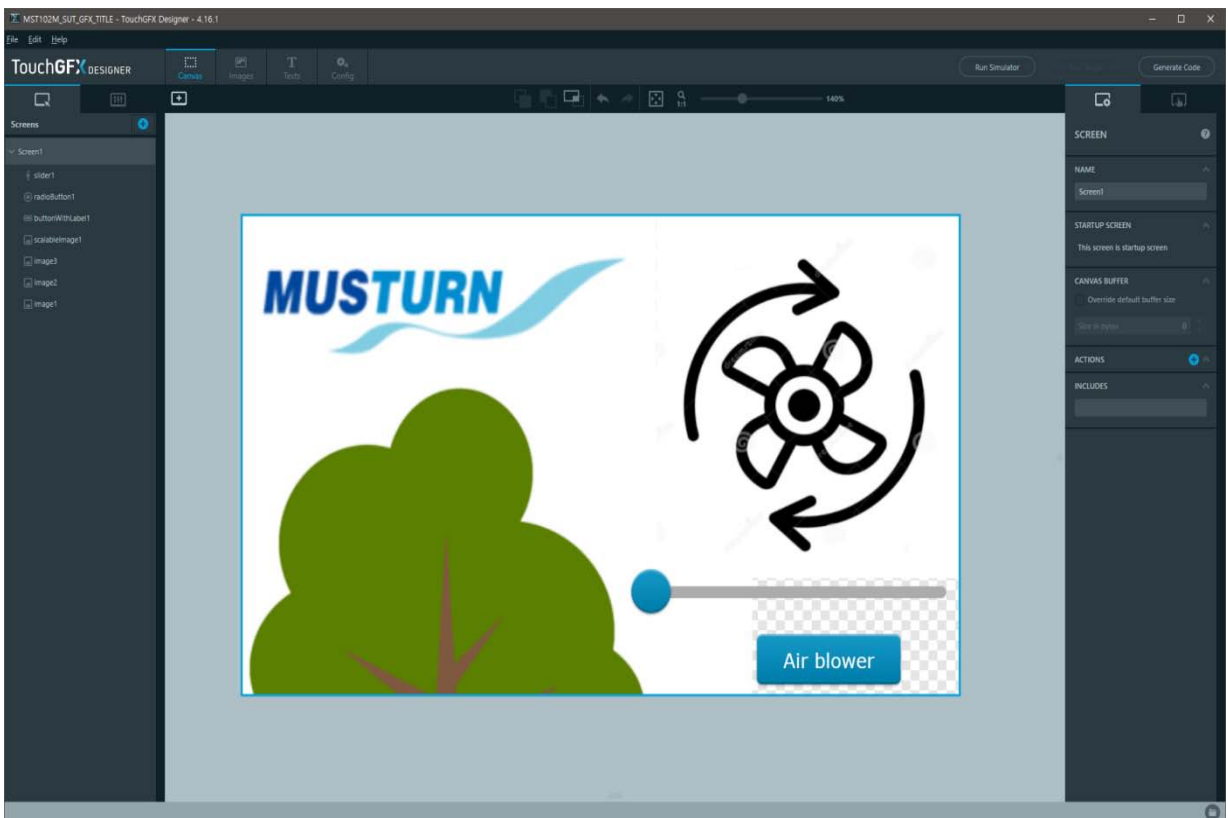 MST102M_SUT_GFX_TITLE - TouchGFX Designer - 4.16.1
File Edit Help
TouchGFX DESIGNER
Canvas Images Texts Config
Run Simulator
Generate Code
1:1
140%
Screens
Screen1
slider1
radioButton1
buttonWithLabel1
scalableImage1
image3
image2
image1
MUSTURN
Air blower
SCREEN
NAME
Screen1
STARTUP SCREEN
This screen is startup screen
CANVAS BUFFER
Override default buffer size
Size in bytes 0
ACTIONS
INCLUDES